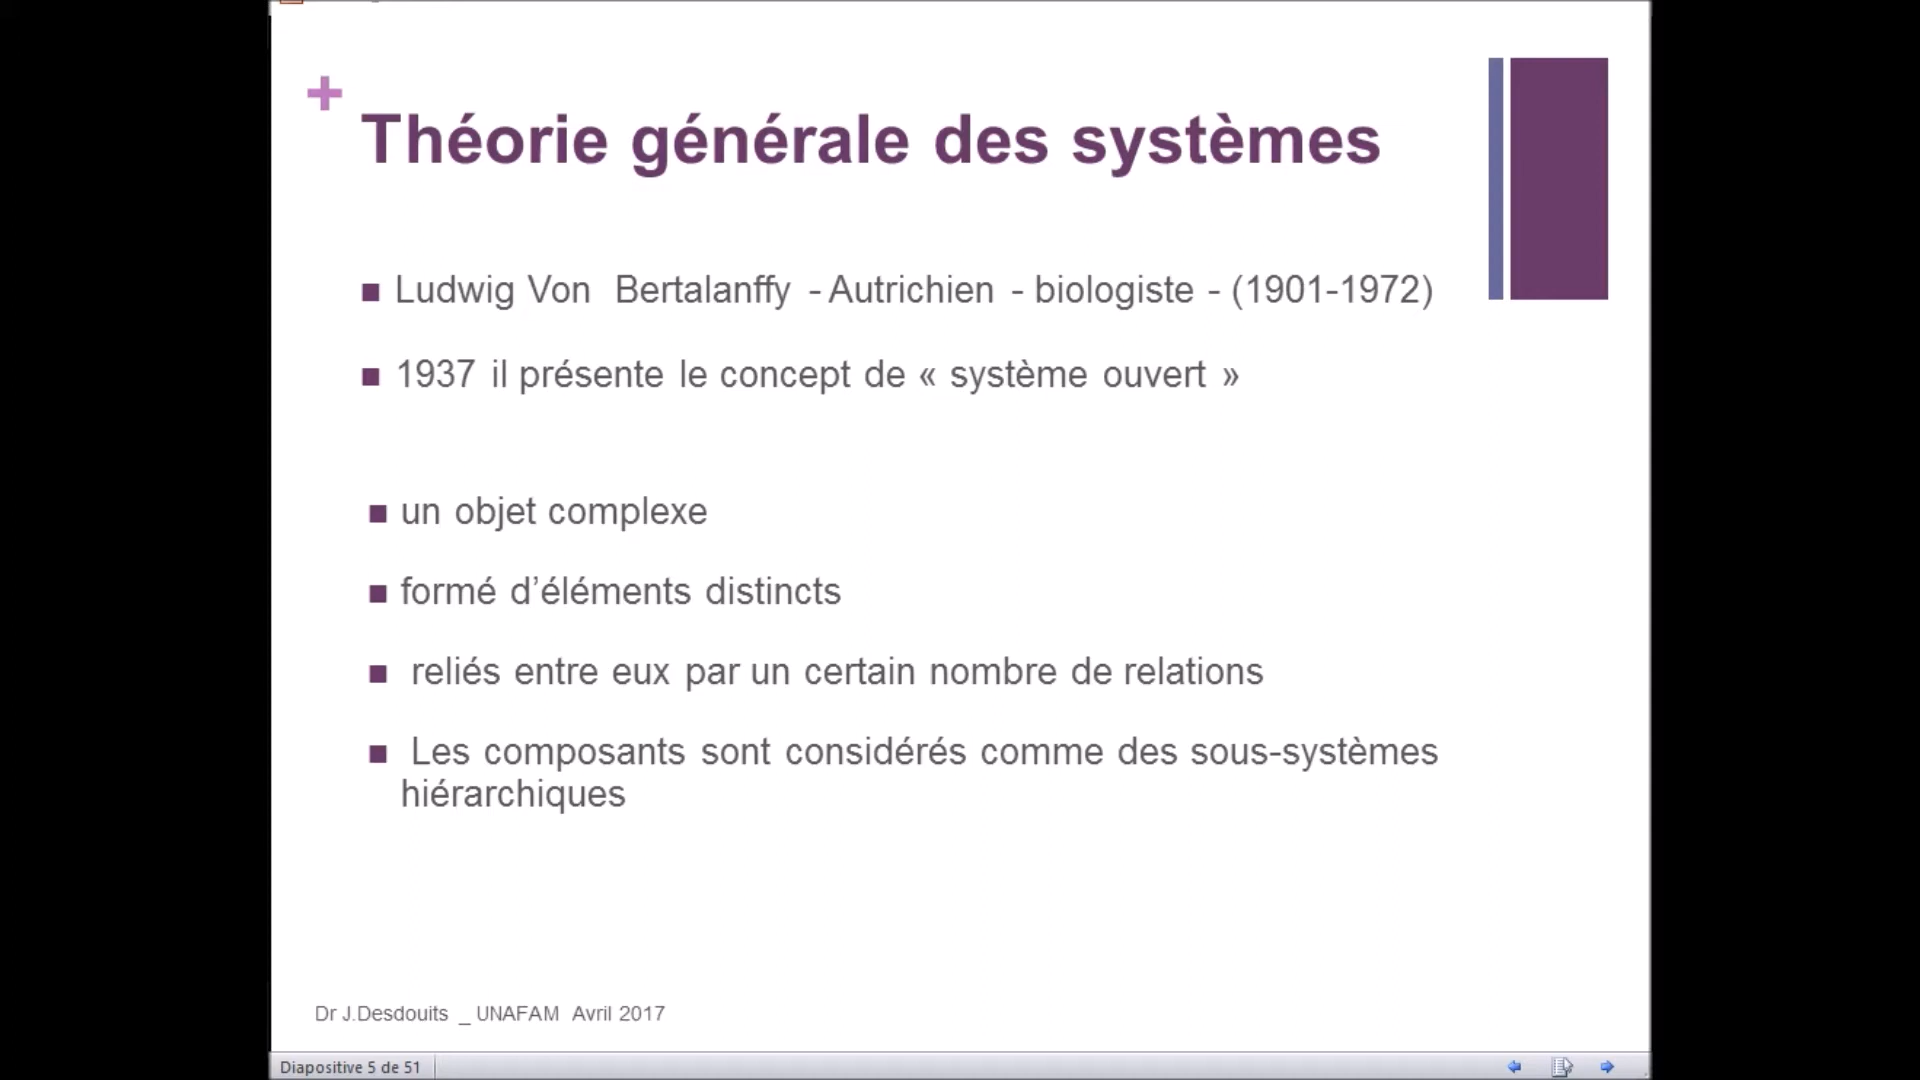 +
Théorie générale des systèmes
■ Ludwig Von Bertalanffy - Autrichien - biologiste - (1901-1972)
■ 1937 il présente le concept de « système ouvert »
■ un objet complexe
■ formé d’éléments distincts
■ reliés entre eux par un certain nombre de relations
■ Les composants sont considérés comme des sous-systèmes
hiérarchiques
Dr J.Desdouits _ UNAFAM Avril 2017
Diapositive 5 de 51